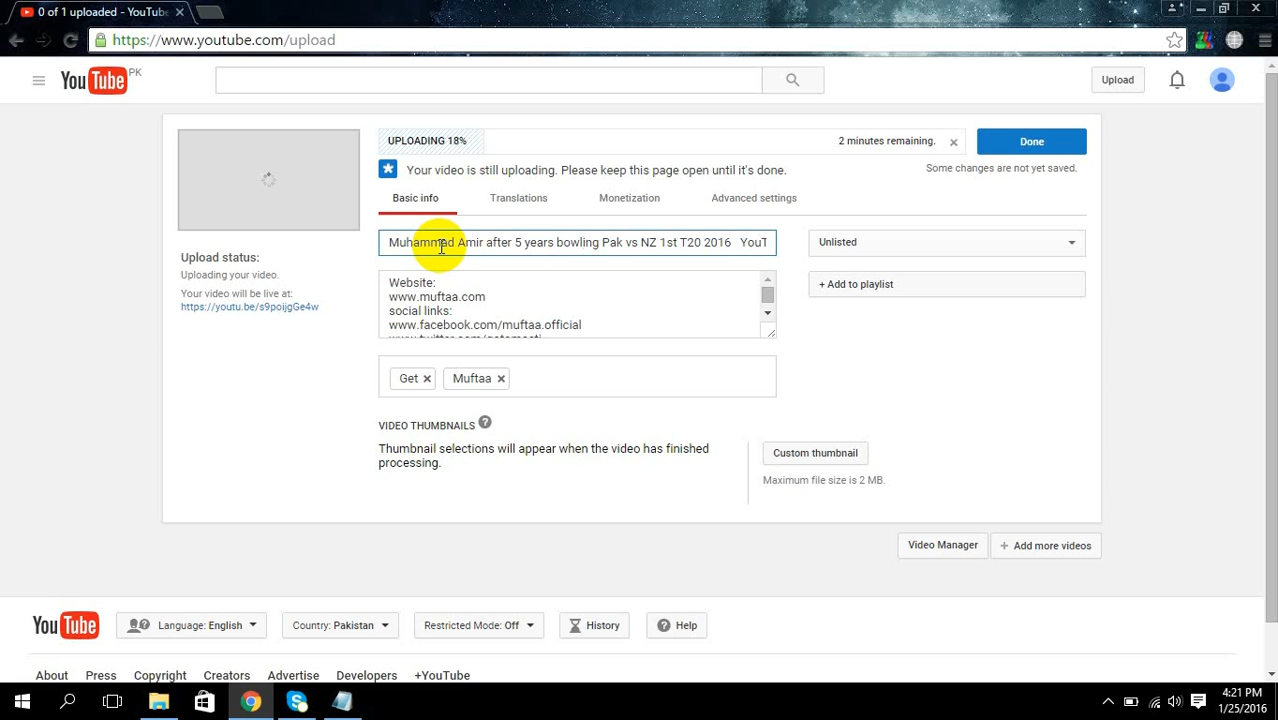 0 of 1 uploaded - YouTube
https://www.youtube.com/upload
YouTube PK
Upload
UPLOADING 18%
2 minutes remaining.
Done
Your video is still uploading. Please keep this page open until it's done.
Some changes are not yet saved.
Basic info
Translations
Monetization
Advanced settings
Muhammad Amir after 5 years bowling Pak vs NZ 1st T20 2016 YouT
Unlisted
Upload status:
Uploading your video.
Your video will be live at:
https://youtu.be/s9poijgGe4w
Website:
www.muftaa.com
social links:
www.facebook.com/muftaa.official
+ Add to playlist
Get
Muftaa
VIDEO THUMBNAILS
Thumbnail selections will appear when the video has finished
processing.
Custom thumbnail
Maximum file size is 2 MB.
Video Manager
+ Add more videos
YouTube
Language: English
Country: Pakistan
Restricted Mode: Off
History
Help
About Press Copyright Creators Advertise Developers +YouTube
4:21 PM
1/25/2016